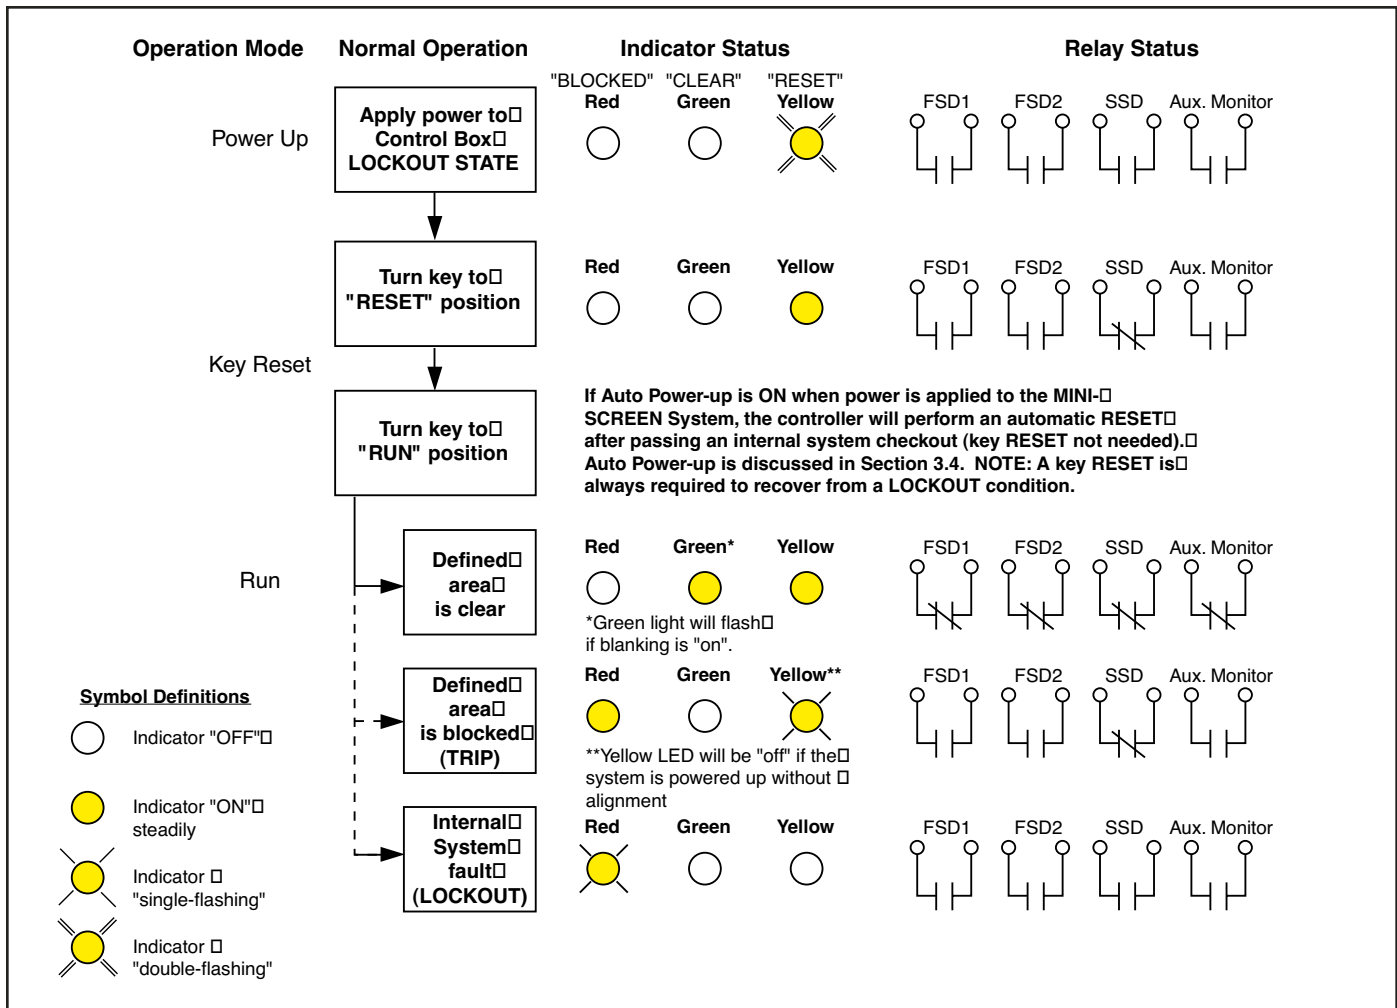 Operation Mode Normal Operation Indicator Status Relay Status
"BLOCKED" "CLEAR" "RESET"
Power Up
Apply power to□
Control Box□
LOCKOUT STATE
Red Green Yellow
FSD1 FSD2 SSD Aux. Monitor
Turn key to□
"RESET" position
Red Green Yellow
FSD1 FSD2 SSD Aux. Monitor
Key Reset
Turn key to□
"RUN" position
If Auto Power-up is ON when power is applied to the MINI-□
SCREEN System, the controller will perform an automatic RESET□
after passing an internal system checkout (key RESET not needed).□
Auto Power-up is discussed in Section 3.4. NOTE: A key RESET is□
always required to recover from a LOCKOUT condition.
Run
Defined□
area□
is clear
Red Green* Yellow
*Green light will flash□
if blanking is "on".
FSD1 FSD2 SSD Aux. Monitor
Defined□
area□
is blocked□
(TRIP)
Red Green Yellow**
**Yellow LED will be "off" if the□
system is powered up without □
alignment
FSD1 FSD2 SSD Aux. Monitor
Internal□
System□
fault□
(LOCKOUT)
Red Green Yellow
FSD1 FSD2 SSD Aux. Monitor
Symbol Definitions
Indicator "OFF"□
Indicator "ON"□
steadily
Indicator □
"single-flashing"
Indicator □
"double-flashing"